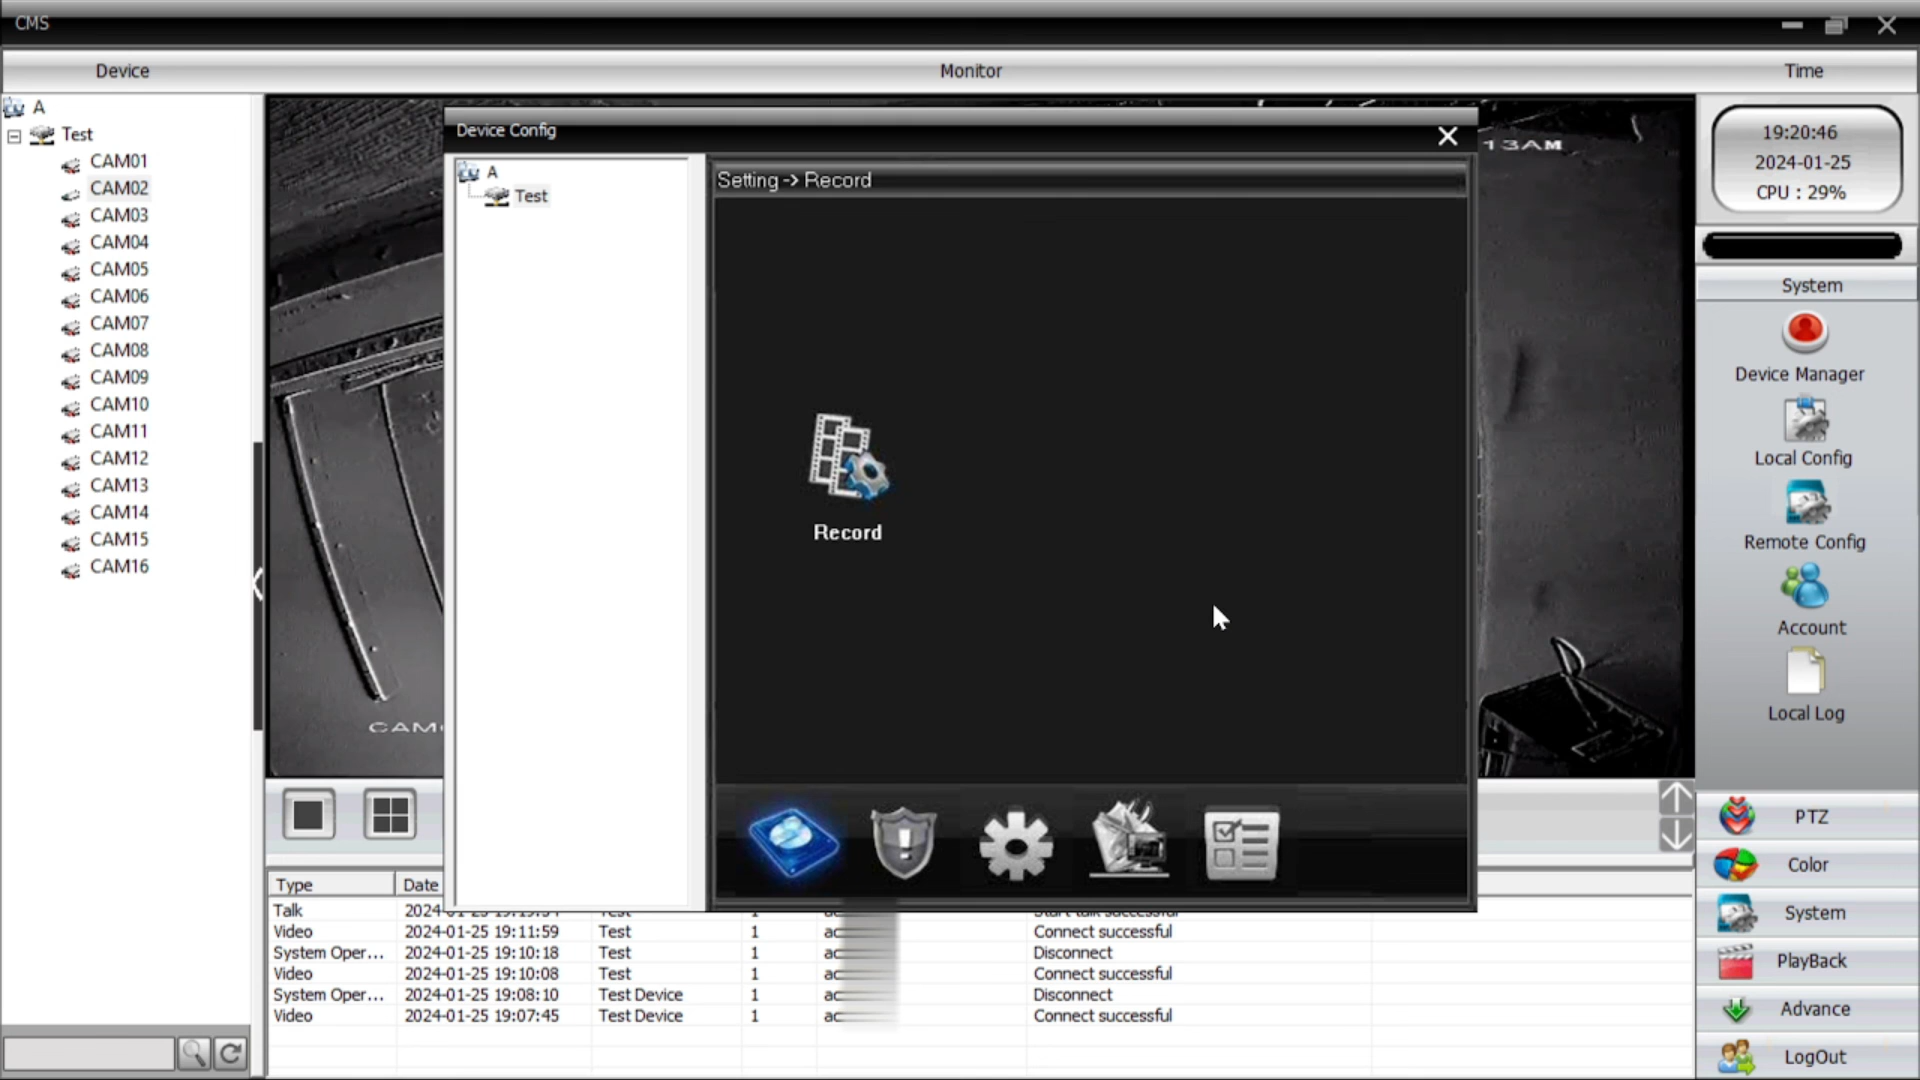 CMS
Device
Monitor
Time
A
Test
CAM01
CAM02
CAM03
CAM04
CAM05
CAM06
CAM07
CAM08
CAM09
CAM10
CAM11
CAM12
CAM13
CAM14
CAM15
CAM16
13AM
Device Config
A
Test
Setting -> Record
Record
19:20:46
2024-01-25
CPU : 29%
System
Device Manager
Local Config
Remote Config
Account
Local Log
PTZ
Color
System
PlayBack
Advance
LogOut
Type Date
Talk Start talk successful
Video 2024-01-25 19:11:59 Test 1 Connect successful
System Oper... 2024-01-25 19:10:18 Test 1 Disconnect
Video 2024-01-25 19:10:08 Test 1 Connect successful
System Oper... 2024-01-25 19:08:10 Test Device 1 Disconnect
Video 2024-01-25 19:07:45 Test Device 1 Connect successful